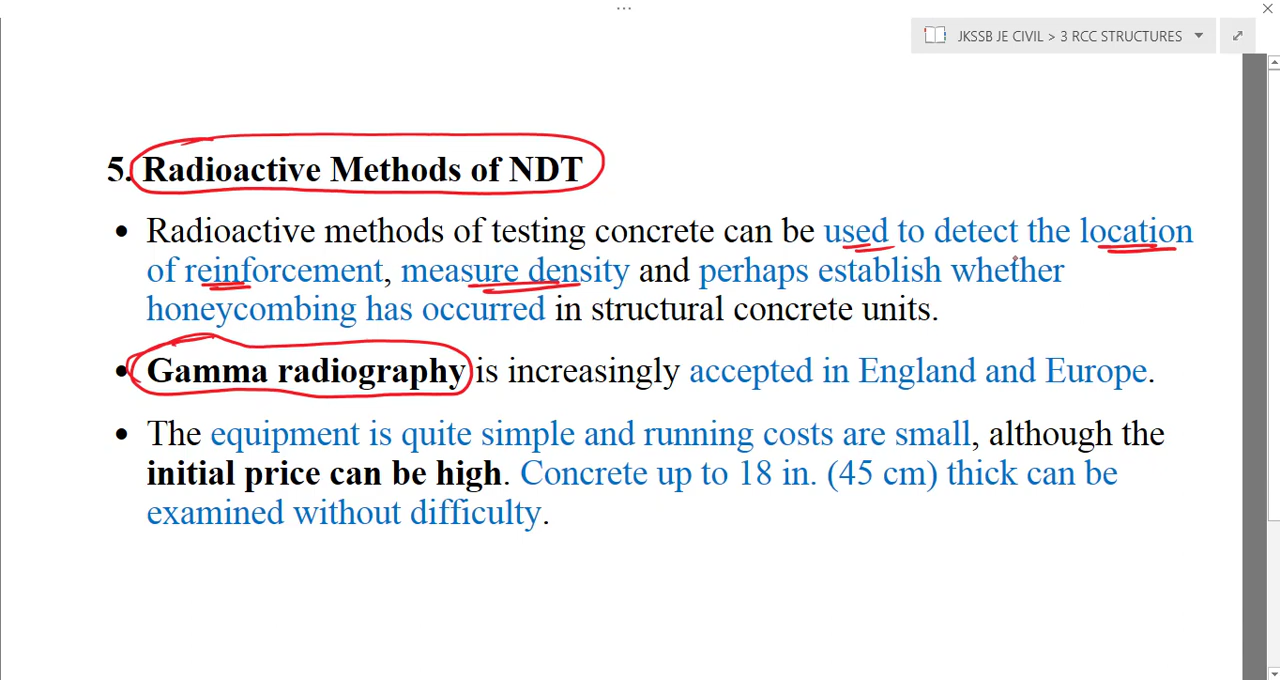 ...
JKSSB JE CIVIL > 3 RCC STRUCTURES
5. Radioactive Methods of NDT
• Radioactive methods of testing concrete can be used to detect the location
of reinforcement, measure density and perhaps establish whether
honeycombing has occurred in structural concrete units.
• Gamma radiography is increasingly accepted in England and Europe.
• The equipment is quite simple and running costs are small, although the
initial price can be high. Concrete up to 18 in. (45 cm) thick can be
examined without difficulty.